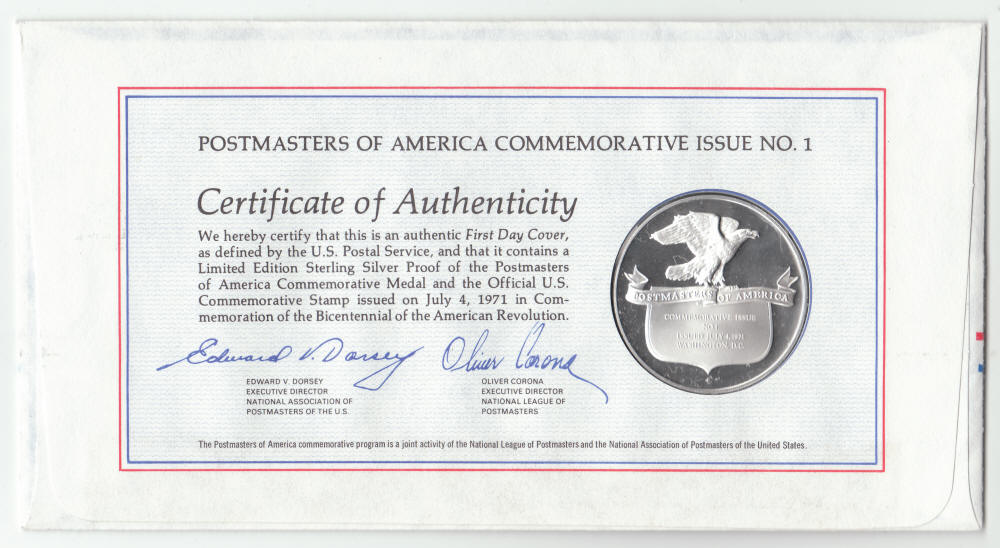 POSTMASTERS OF AMERICA COMMEMORATIVE ISSUE NO. 1
Certificate of Authenticity
We hereby certify that this is an authentic First Day Cover,
as defined by the U.S. Postal Service, and that it contains a
Limited Edition Sterling Silver Proof of the Postmasters
of America Commemorative Medal and the Official U.S.
Commemorative Stamp issued on July 4, 1971 in Com-
memoration of the Bicentennial of the American Revolution.
Edward V. Dorsey
EDWARD V. DORSEY
EXECUTIVE DIRECTOR
NATIONAL ASSOCIATION OF
POSTMASTERS OF THE U.S.
Oliver Corona
OLIVER CORONA
EXECUTIVE DIRECTOR
NATIONAL LEAGUE OF
POSTMASTERS
POSTMASTERS OF AMERICA
COMMEMORATIVE ISSUE
NO. 1
ISSUED JULY 4, 1971
WASHINGTON, D.C.
The Postmasters of America commemorative program is a joint activity of the National League of Postmasters and the National Association of Postmasters of the United States.